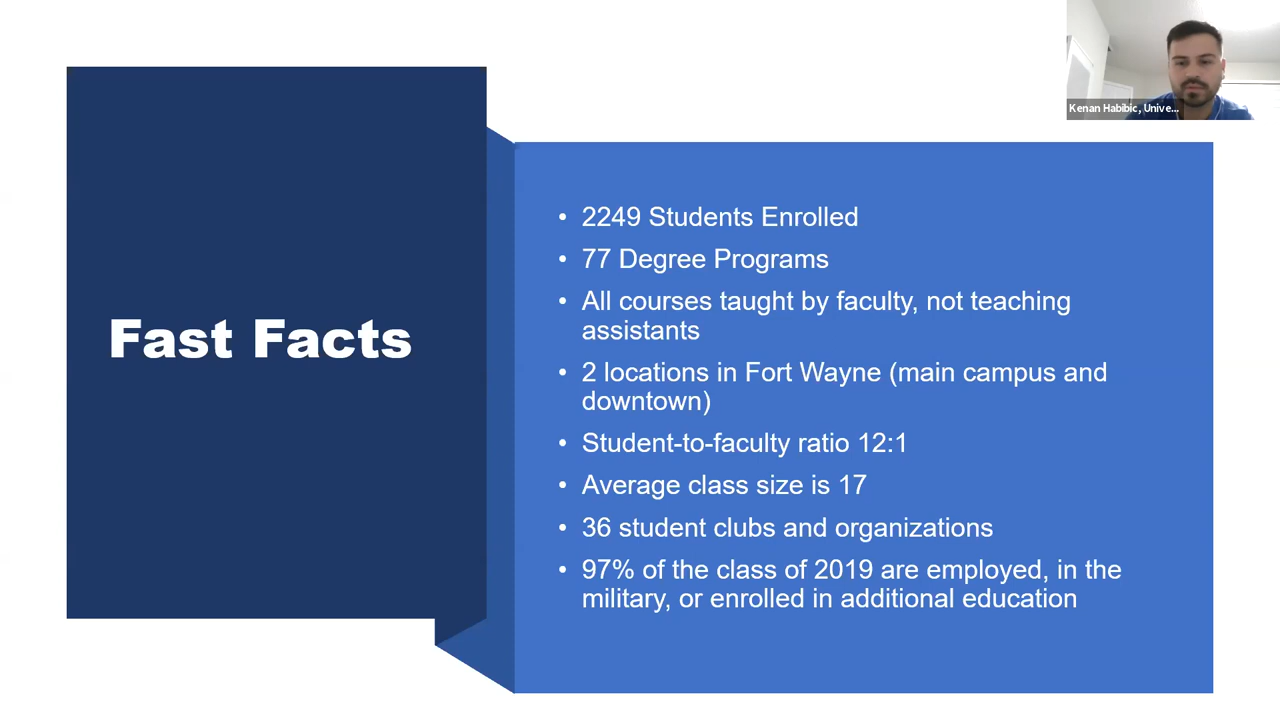 Kenan Habibic, Unive...
Fast Facts
• 2249 Students Enrolled
• 77 Degree Programs
• All courses taught by faculty, not teaching
assistants
• 2 locations in Fort Wayne (main campus and
downtown)
• Student-to-faculty ratio 12:1
• Average class size is 17
• 36 student clubs and organizations
• 97% of the class of 2019 are employed, in the
military, or enrolled in additional education